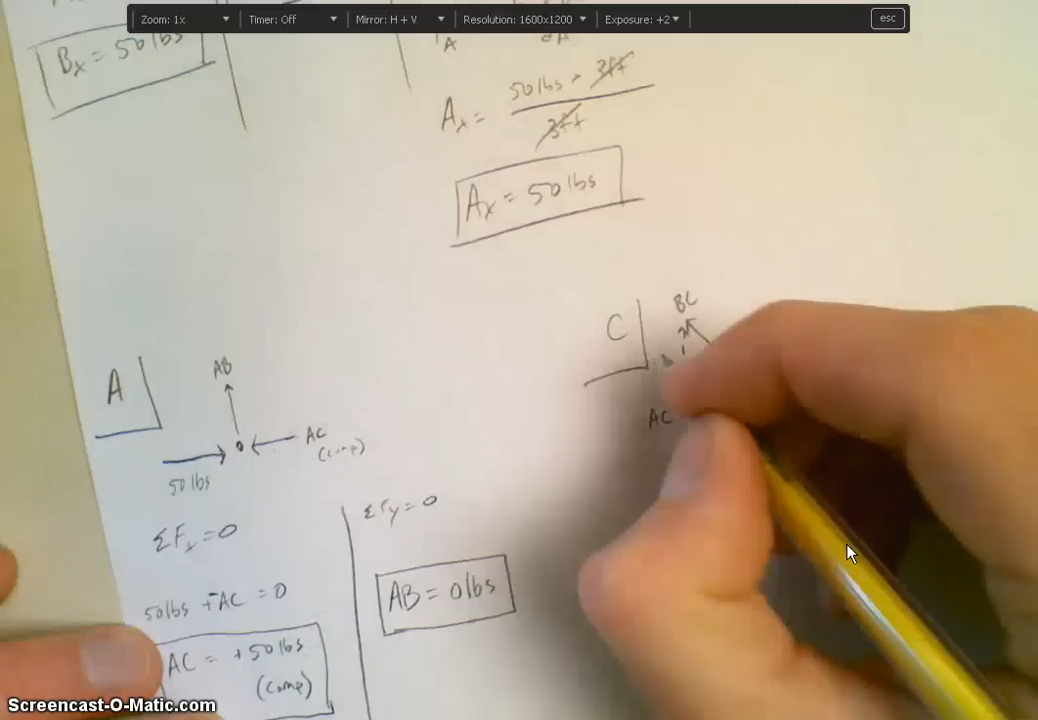 Zoom: 1x Timer: Off Mirror: H + V Resolution: 1600x1200 Exposure: +2 esc
Bx = 50 lbs
Ax = 50 lbs * 3ft
3ft
Ax = 50 lbs
A
AB
AC
(comp)
50 lbs
ΣFx = 0
50 lbs + -AC = 0
AC = +50 lbs
(comp)
ΣFy = 0
AB = 0 lbs
C
BC
AC
Screencast-O-Matic.com